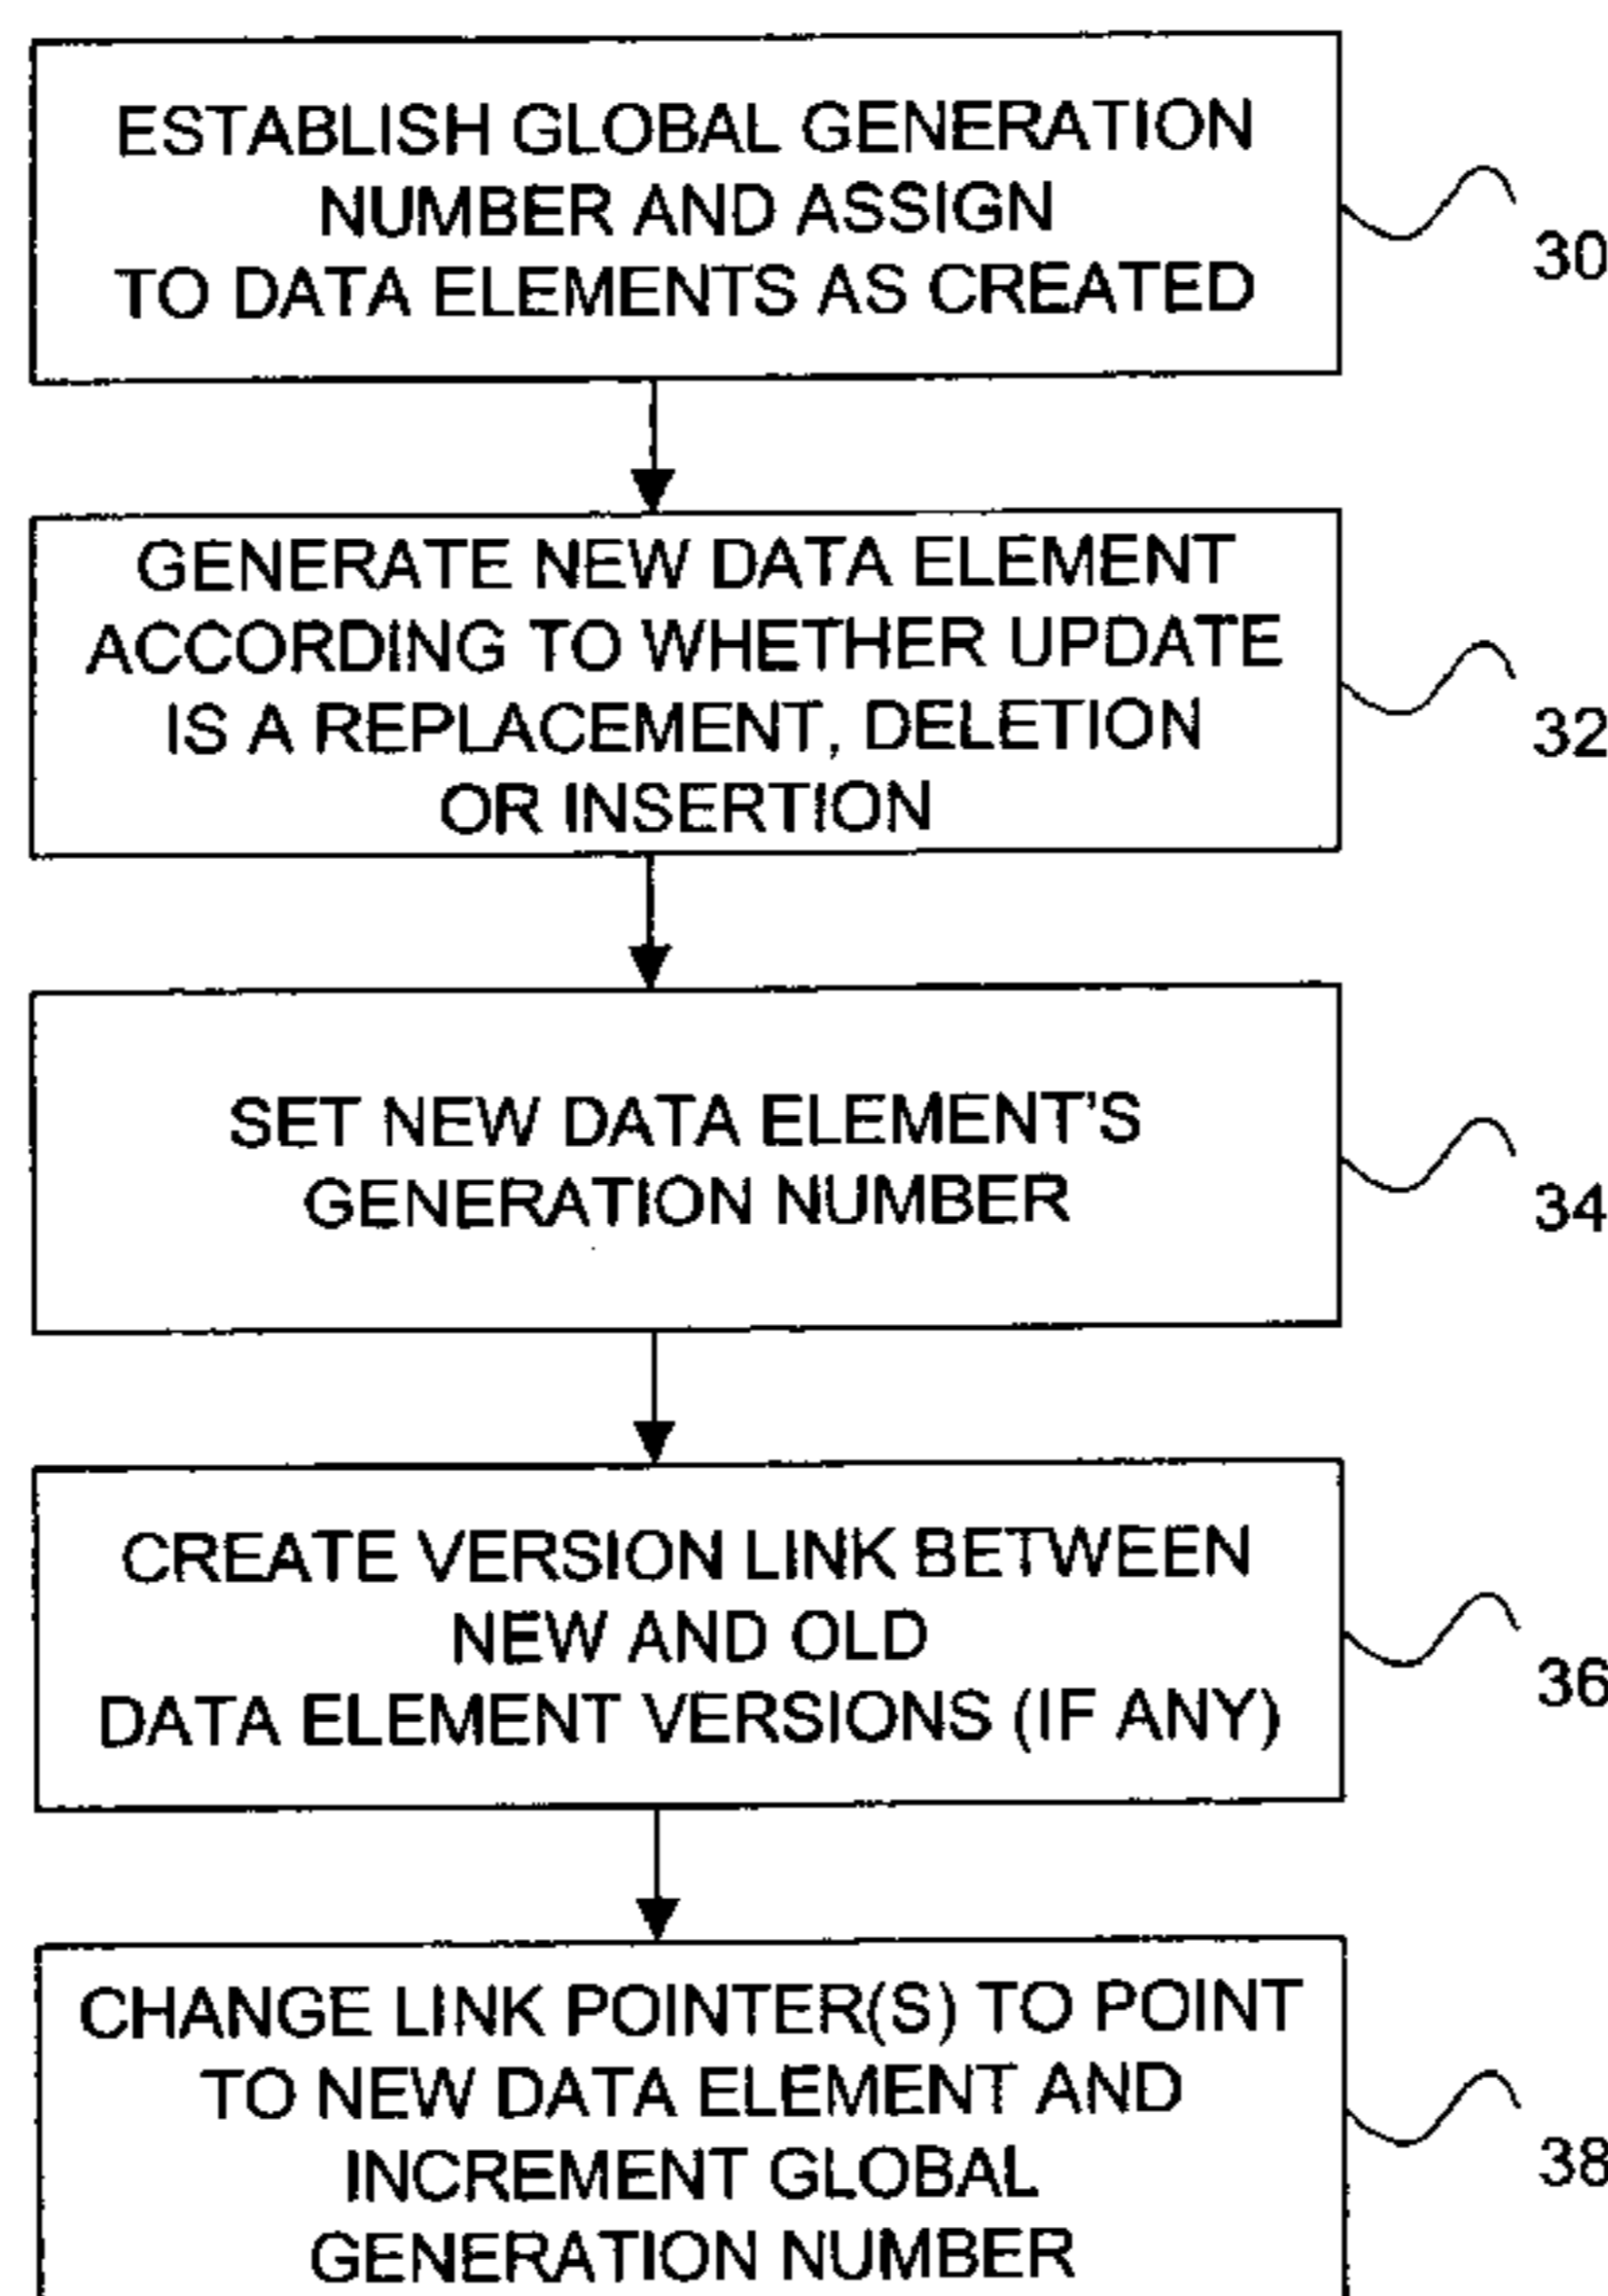 ESTABLISH GLOBAL GENERATION
NUMBER AND ASSIGN
TO DATA ELEMENTS AS CREATED
30
GENERATE NEW DATA ELEMENT
ACCORDING TO WHETHER UPDATE
IS A REPLACEMENT, DELETION
OR INSERTION
32
SET NEW DATA ELEMENT'S
GENERATION NUMBER
34
CREATE VERSION LINK BETWEEN
NEW AND OLD
DATA ELEMENT VERSIONS (IF ANY)
36
CHANGE LINK POINTER(S) TO POINT
TO NEW DATA ELEMENT AND
INCREMENT GLOBAL
GENERATION NUMBER
38